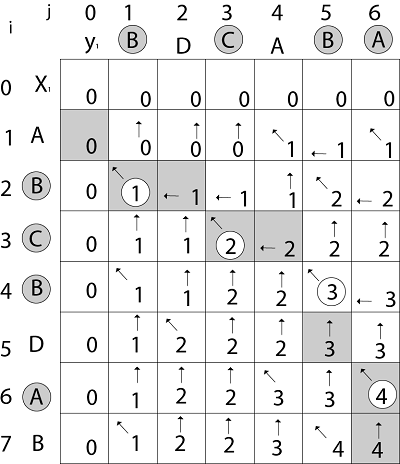 j 0 1 2 3 4 5 6
i y₁ B D C A B A
0 X₁ 0 0 0 0 0 0 0
1 A 0 ↑0 ↑0 ↑0 ↖1 ←1 ↖1
2 B 0 ↖1 ←1 ←1 ↑1 ↖2 ←2
3 C 0 ↑1 ↑1 ↖2 ←2 ↑2 ↑2
4 B 0 ↖1 ↑1 ↑2 ↑2 ↖3 ←3
5 D 0 ↑1 ↖2 ↑2 ↑2 ↑3 ↑3
6 A 0 ↑1 ↑2 ↑2 ↖3 ↑3 ↖4
7 B 0 ↖1 ↑2 ↑2 ↑3 ↖4 ↑4